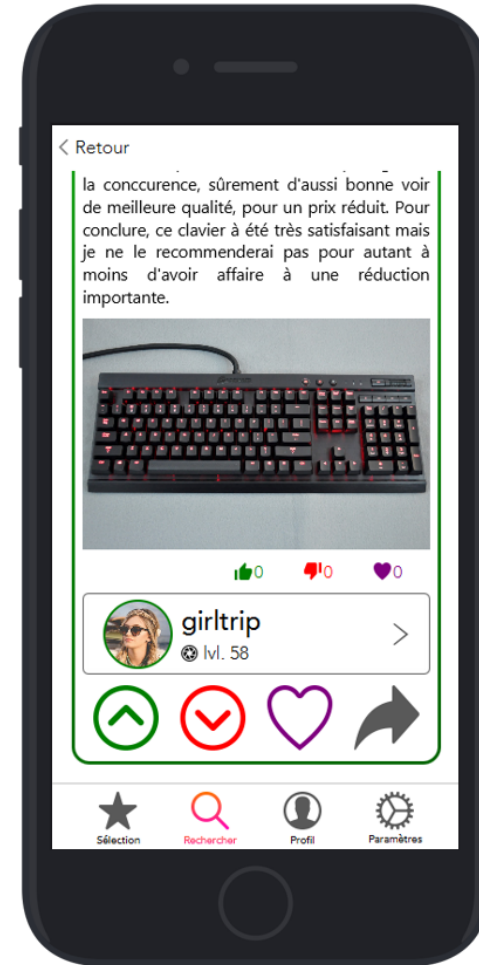 Retour
la conccurence, sûrement d'aussi bonne voir
de meilleure qualité, pour un prix réduit. Pour
conclure, ce clavier à été très satisfaisant mais
je ne le recommenderai pas pour autant à
moins d'avoir affaire à une réduction
importante.
0 0 0
girltrip
lvl. 58
Sélection Rechercher Profil Paramètres